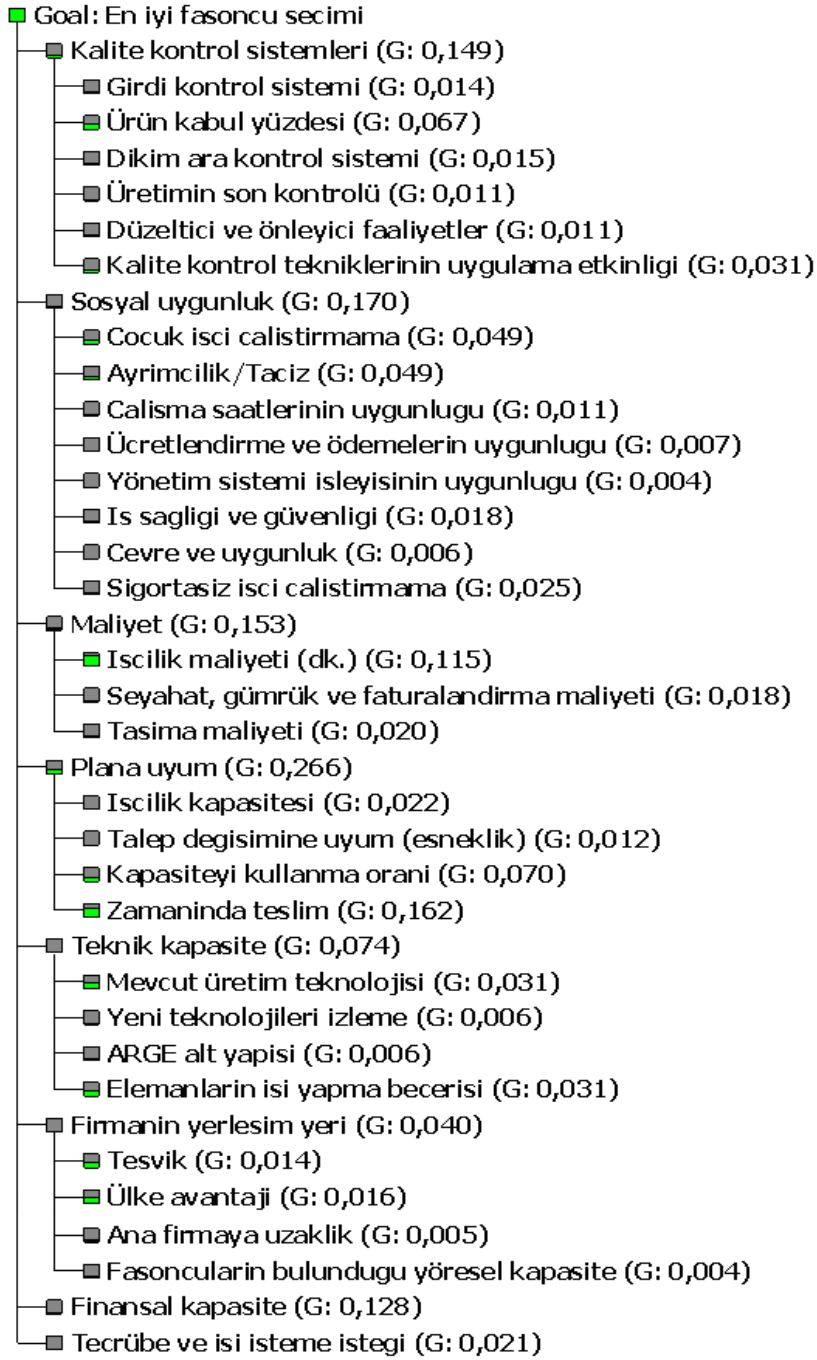 Goal: En iyi fasoncu secimi
Kalite kontrol sistemleri (G: 0,149)
Girdi kontrol sistemi (G: 0,014)
Ürün kabul yüzdesi (G: 0,067)
Dikim ara kontrol sistemi (G: 0,015)
Üretimin son kontrolü (G: 0,011)
Düzeltici ve önleyici faaliyetler (G: 0,011)
Kalite kontrol tekniklerinin uygulama etkinligi (G: 0,031)
Sosyal uygunluk (G: 0,170)
Cocuk isci calistirmama (G: 0,049)
Ayrimcilik/Taciz (G: 0,049)
Calisma saatlerinin uygunlugu (G: 0,011)
Ücretlendirme ve ödemelerin uygunlugu (G: 0,007)
Yönetim sistemi isleyisinin uygunlugu (G: 0,004)
Is sagligi ve güvenligi (G: 0,018)
Cevre ve uygunluk (G: 0,006)
Sigortasiz isci calistirmama (G: 0,025)
Maliyet (G: 0,153)
Iscilik maliyeti (dk.) (G: 0,115)
Seyahat, gümrük ve faturalandirma maliyeti (G: 0,018)
Tasima maliyeti (G: 0,020)
Plana uyum (G: 0,266)
Iscilik kapasitesi (G: 0,022)
Talep degisimine uyum (esneklik) (G: 0,012)
Kapasiteyi kullanma orani (G: 0,070)
Zamaninda teslim (G: 0,162)
Teknik kapasite (G: 0,074)
Mevcut üretim teknolojisi (G: 0,031)
Yeni teknolojileri izleme (G: 0,006)
ARGE alt yapisi (G: 0,006)
Elemanlarin isi yapma becerisi (G: 0,031)
Firmanin yerlesim yeri (G: 0,040)
Tesvik (G: 0,014)
Ülke avantaji (G: 0,016)
Ana firmaya uzaklik (G: 0,005)
Fasoncularin bulundugu yöresel kapasite (G: 0,004)
Finansal kapasite (G: 0,128)
Tecrübe ve isi isteme istegi (G: 0,021)